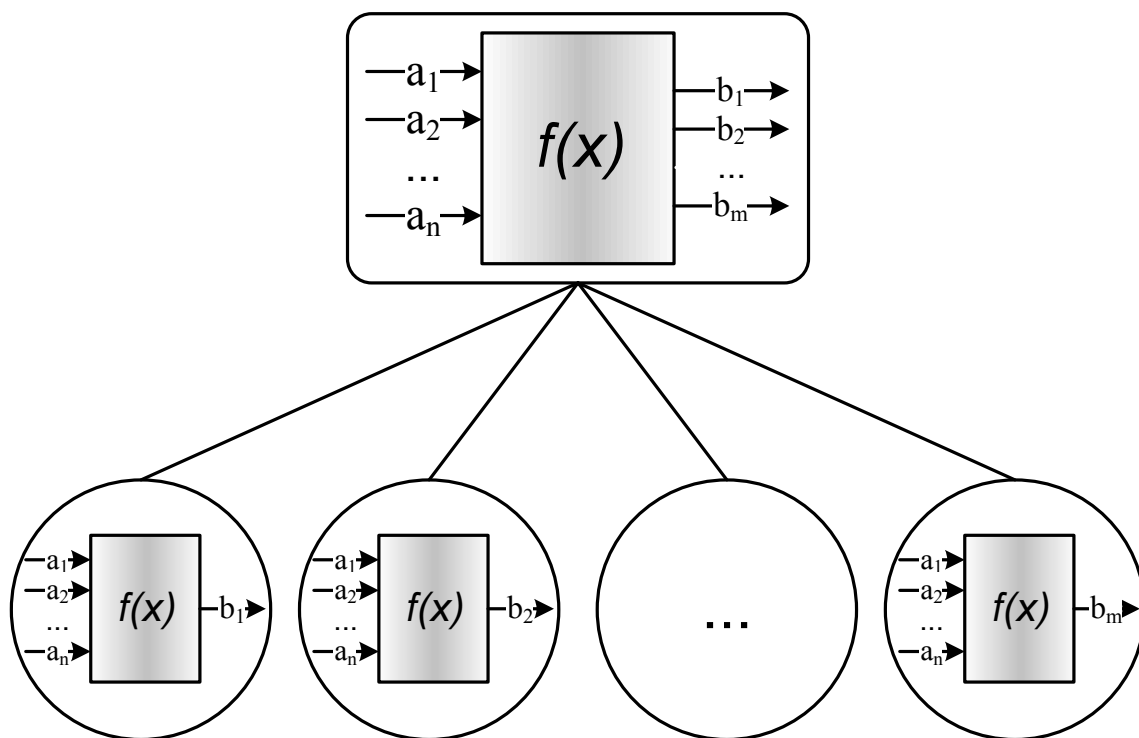 a₁
a₂
...
aₙ
f(x)
b₁
b₂
...
bₘ
a₁
a₂
...
aₙ
f(x)
b₁
a₁
a₂
...
aₙ
f(x)
b₂
...
a₁
a₂
...
aₙ
f(x)
bₘ